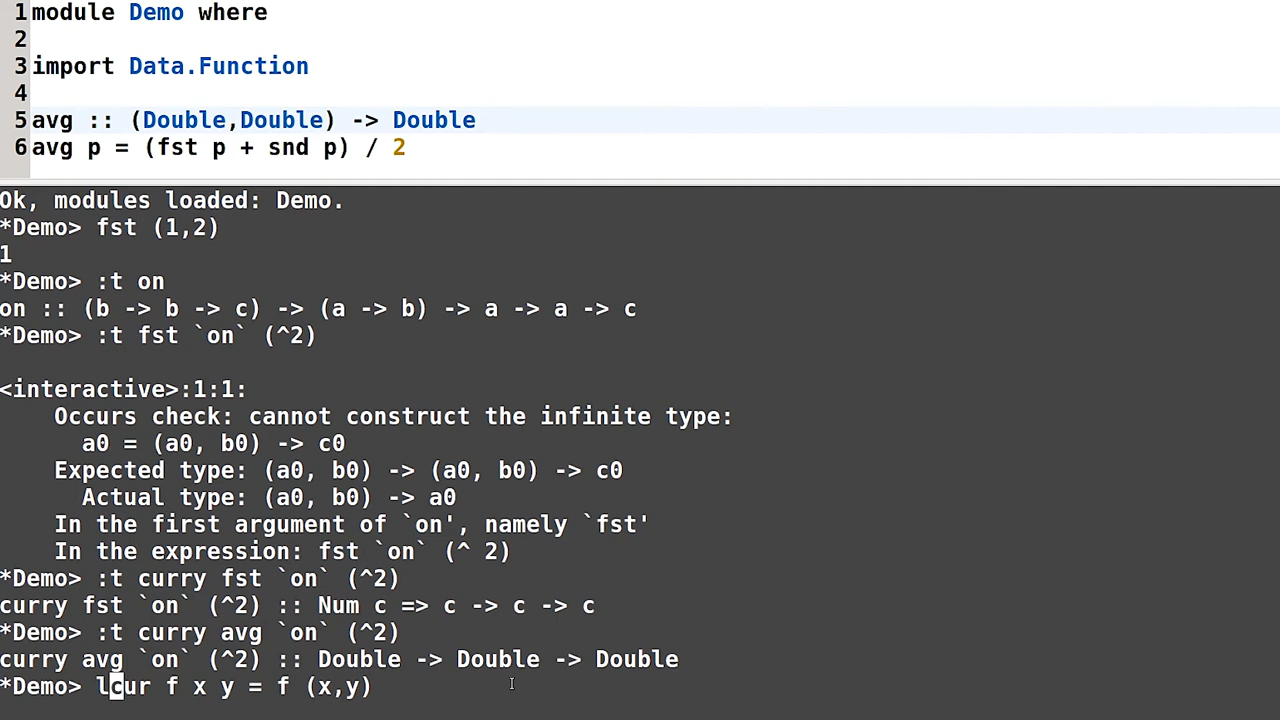 1 module Demo where
2
3 import Data.Function
4
5 avg :: (Double,Double) -> Double
6 avg p = (fst p + snd p) / 2
Ok, modules loaded: Demo.
*Demo> fst (1,2)
1
*Demo> :t on
on :: (b -> b -> c) -> (a -> b) -> a -> a -> c
*Demo> :t fst `on` (^2)
<interactive>:1:1:
    Occurs check: cannot construct the infinite type:
      a0 = (a0, b0) -> c0
    Expected type: (a0, b0) -> (a0, b0) -> c0
      Actual type: (a0, b0) -> a0
    In the first argument of `on', namely `fst'
    In the expression: fst `on` (^ 2)
*Demo> :t curry fst `on` (^2)
curry fst `on` (^2) :: Num c => c -> c -> c
*Demo> :t curry avg `on` (^2)
curry avg `on` (^2) :: Double -> Double -> Double
*Demo> lcur f x y = f (x,y)